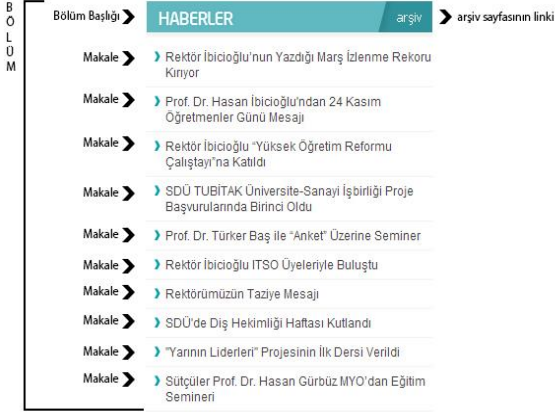 BÖLÜM
Bölüm Başlığı HABERLER arşiv arşiv sayfasının linki
Makale Rektör İbicioğlu'nun Yazdığı Marş İzlenme Rekoru
Kırıyor
Makale Prof. Dr. Hasan İbicioğlu'ndan 24 Kasım
Öğretmenler Günü Mesajı
Makale Rektör İbicioğlu "Yüksek Öğretim Reformu
Çalıştayı"na Katıldı
Makale SDÜ TUBİTAK Üniversite-Sanayi İşbirliği Proje
Başvurularında Birinci Oldu
Makale Prof. Dr. Türker Baş ile "Anket" Üzerine Seminer
Makale Rektör İbicioğlu ITSO Üyeleriyle Buluştu
Makale Rektörümüzün Taziye Mesajı
Makale SDÜ'de Diş Hekimliği Haftası Kutlandı
Makale "Yarının Liderleri" Projesinin İlk Dersi Verildi
Makale Sütçüler Prof. Dr. Hasan Gürbüz MYO'dan Eğitim
Semineri